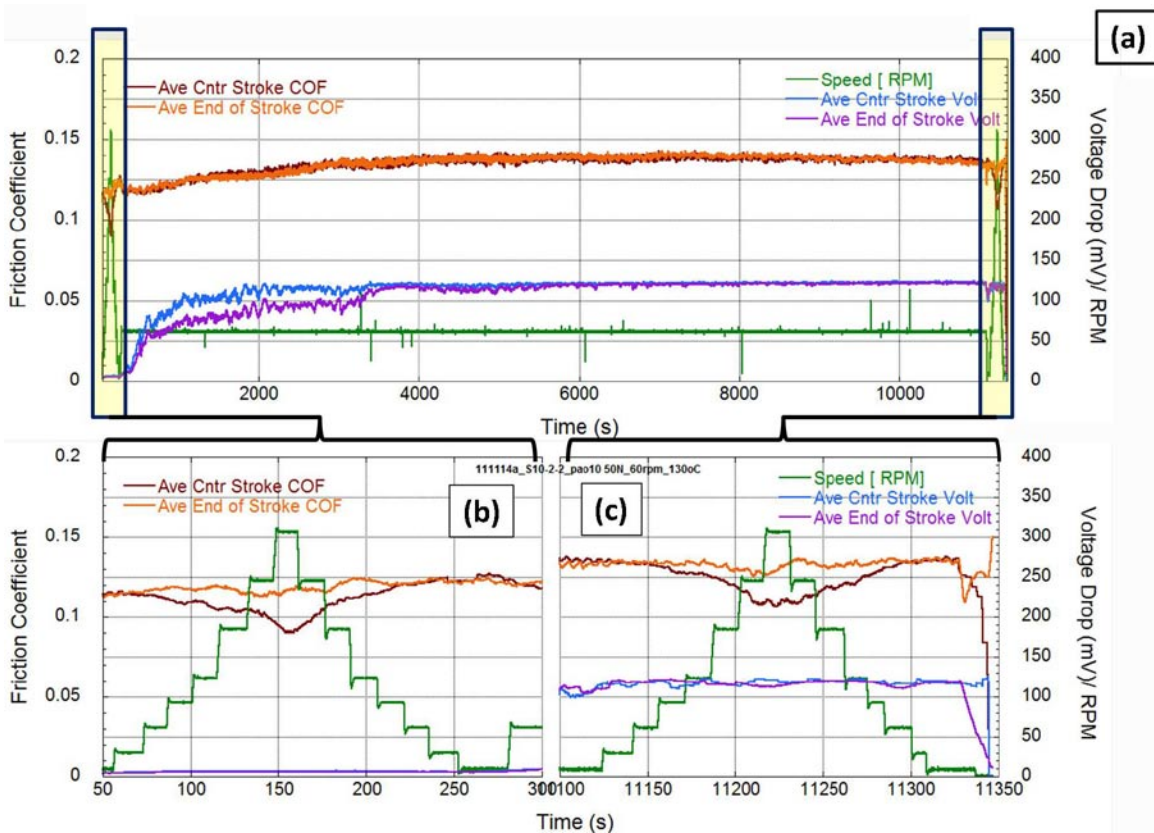 (a)
0.2
0.15
0.1
0.05
0
Friction Coefficient
Ave Cntr Stroke COF
Ave End of Stroke COF
Speed [ RPM]
Ave Cntr Stroke Volt
Ave End of Stroke Volt
400
350
300
250
200
150
100
50
0
Voltage Drop (mV)/ RPM
2000
4000
6000
8000
10000
Time (s)
111114a_S10-2-2_pao10 50N_60rpm_130oC
0.2
0.15
0.1
0.05
0
Friction Coefficient
Ave Cntr Stroke COF
Ave End of Stroke COF
(b)
50
100
150
200
250
Time (s)
(c)
Speed [ RPM]
Ave Cntr Stroke Volt
Ave End of Stroke Volt
400
350
300
250
200
150
100
50
0
Voltage Drop (mV)/ RPM
11150
11200
11250
11300
11350
Time (s)